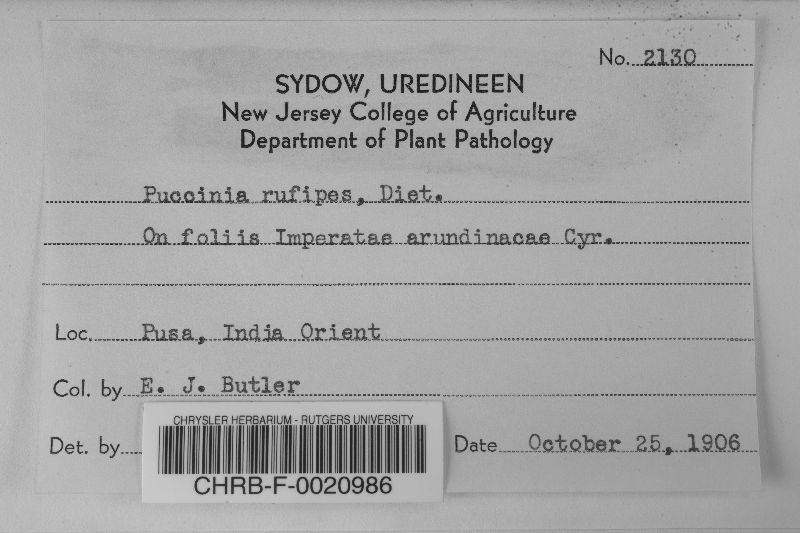 No. 2130
SYDOW, UREDINEEN
New Jersey College of Agriculture
Department of Plant Pathology
Puccinia rufipes, Diet.
On foliis Imperatae arundinacae Cyr.
Loc. Pusa, India Orient
Col. by E. J. Butler
Det. by
Date October 25, 1906
CHRYSLER HERBARIUM - RUTGERS UNIVERSITY
CHRB-F-0020986